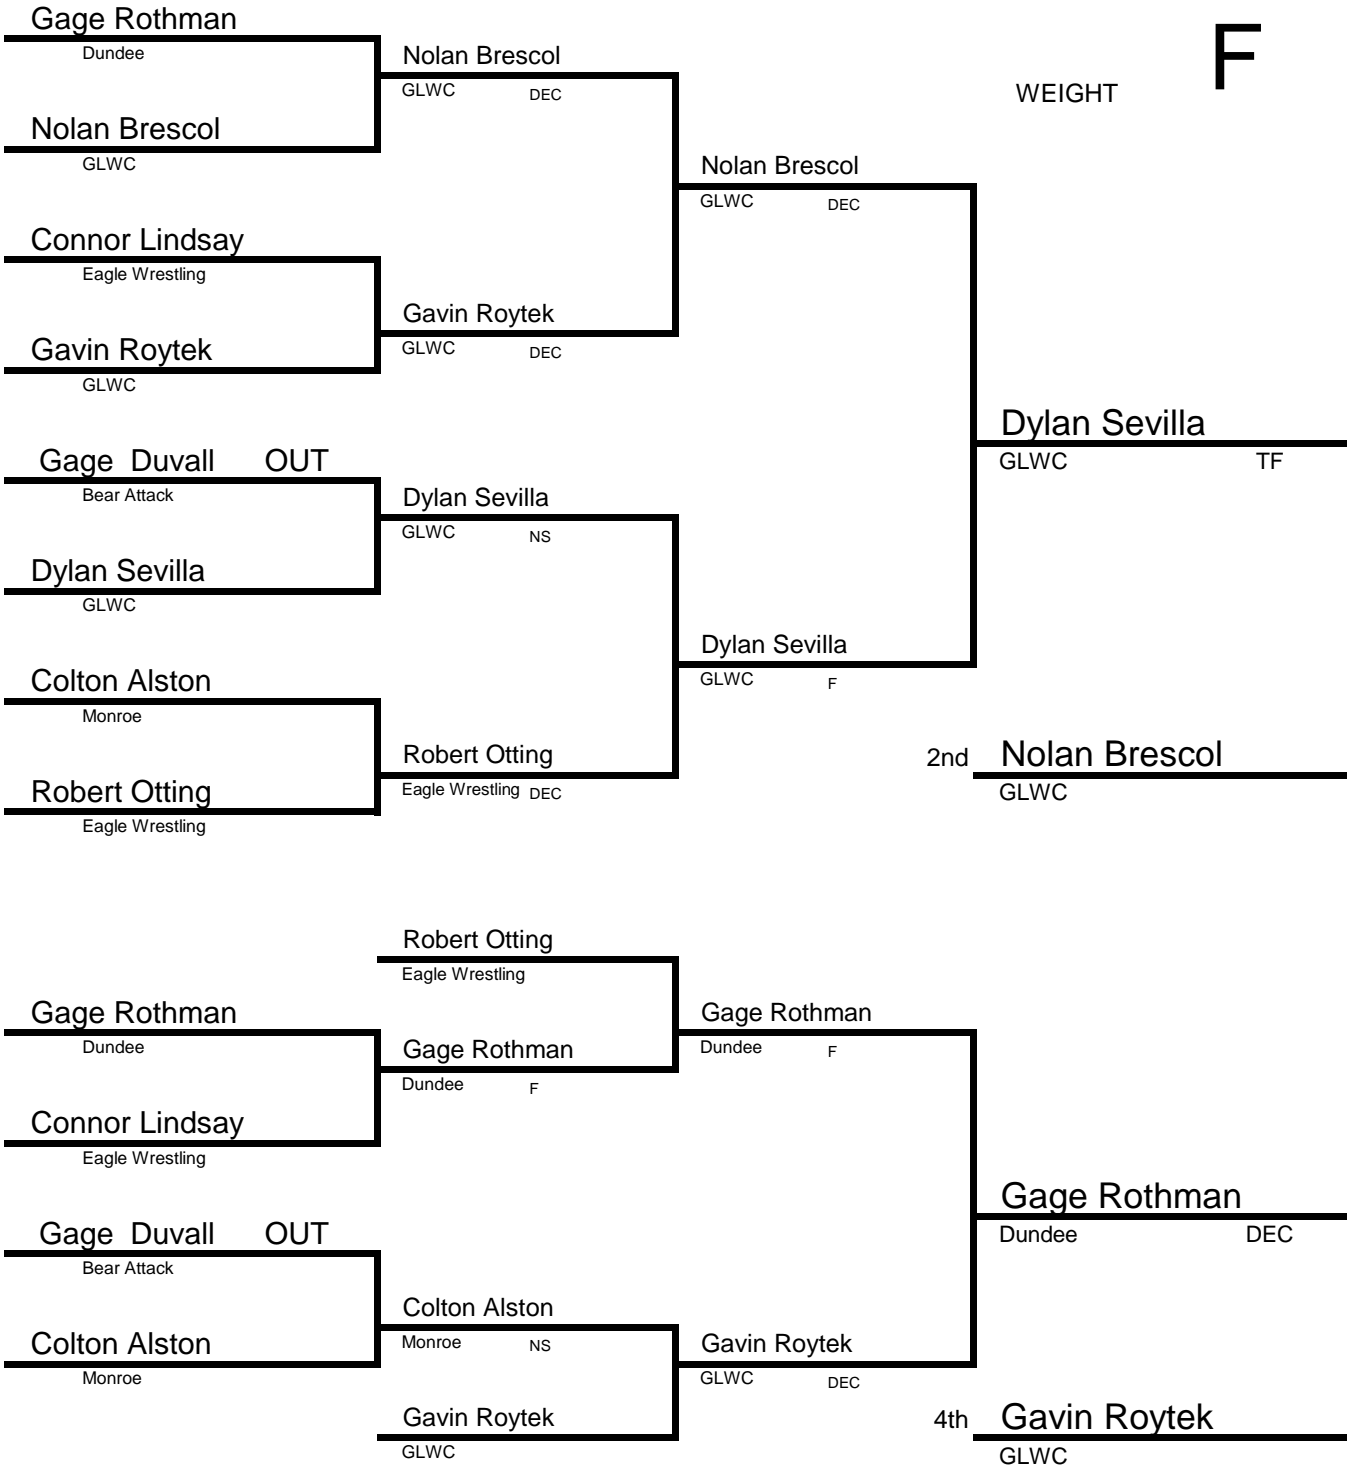 Gage Rothman
Dundee
Nolan Brescol
GLWC DEC
F
WEIGHT
Nolan Brescol
GLWC
Nolan Brescol
GLWC DEC
Connor Lindsay
Eagle Wrestling
Gavin Roytek
GLWC DEC
Gavin Roytek
GLWC
Dylan Sevilla
GLWC TF
Gage Duvall OUT
Bear Attack
Dylan Sevilla
GLWC NS
Dylan Sevilla
GLWC
Dylan Sevilla
GLWC F
Colton Alston
Monroe
Robert Otting
Eagle Wrestling DEC
2nd Nolan Brescol
GLWC
Robert Otting
Eagle Wrestling
Robert Otting
Eagle Wrestling
Gage Rothman
Dundee
Gage Rothman
Dundee F
Gage Rothman
Dundee F
Connor Lindsay
Eagle Wrestling
Gage Rothman
Dundee DEC
Gage Duvall OUT
Bear Attack
Colton Alston
Monroe NS
Colton Alston
Monroe
Gavin Roytek
GLWC DEC
Gavin Roytek
GLWC
4th Gavin Roytek
GLWC